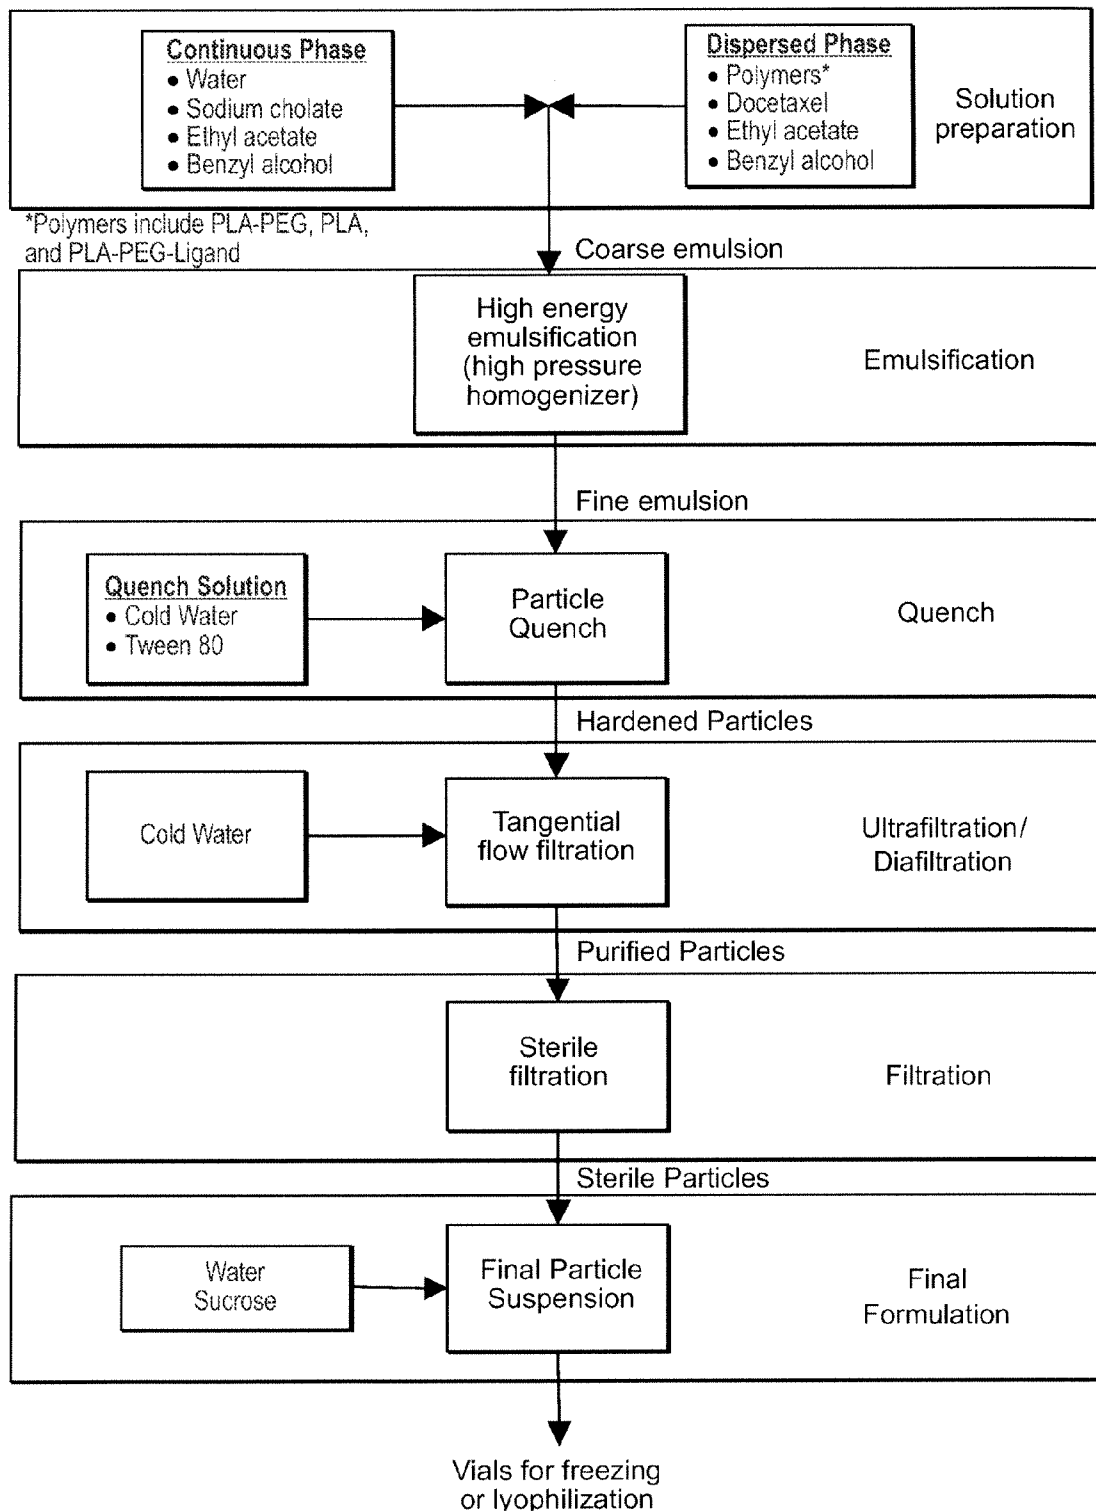 Continuous Phase
• Water
• Sodium cholate
• Ethyl acetate
• Benzyl alcohol
Dispersed Phase
• Polymers*
• Docetaxel
• Ethyl acetate
• Benzyl alcohol
Solution
preparation
*Polymers include PLA-PEG, PLA,
and PLA-PEG-Ligand
Coarse emulsion
High energy
emulsification
(high pressure
homogenizer)
Emulsification
Fine emulsion
Quench Solution
• Cold Water
• Tween 80
Particle
Quench
Quench
Hardened Particles
Cold Water
Tangential
flow filtration
Ultrafiltration/
Diafiltration
Purified Particles
Sterile
filtration
Filtration
Sterile Particles
Water
Sucrose
Final Particle
Suspension
Final
Formulation
Vials for freezing
or lyophilization